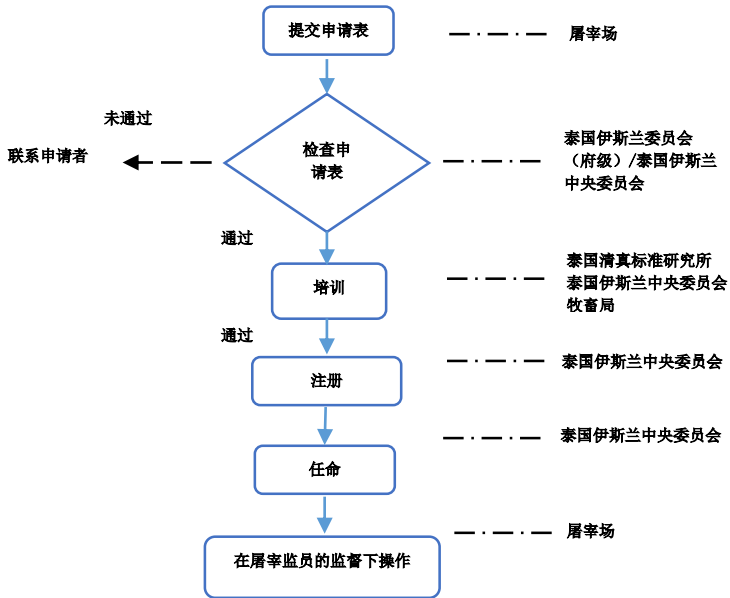 提交申请表
屠宰场
未通过
联系申请者
检查申
请表
泰国伊斯兰委员会
（府级）/泰国伊斯兰
中央委员会
通过
培训
泰国清真标准研究所
泰国伊斯兰中央委员会
牧畜局
通过
注册
泰国伊斯兰中央委员会
任命
泰国伊斯兰中央委员会
在屠宰监员的监督下操作
屠宰场